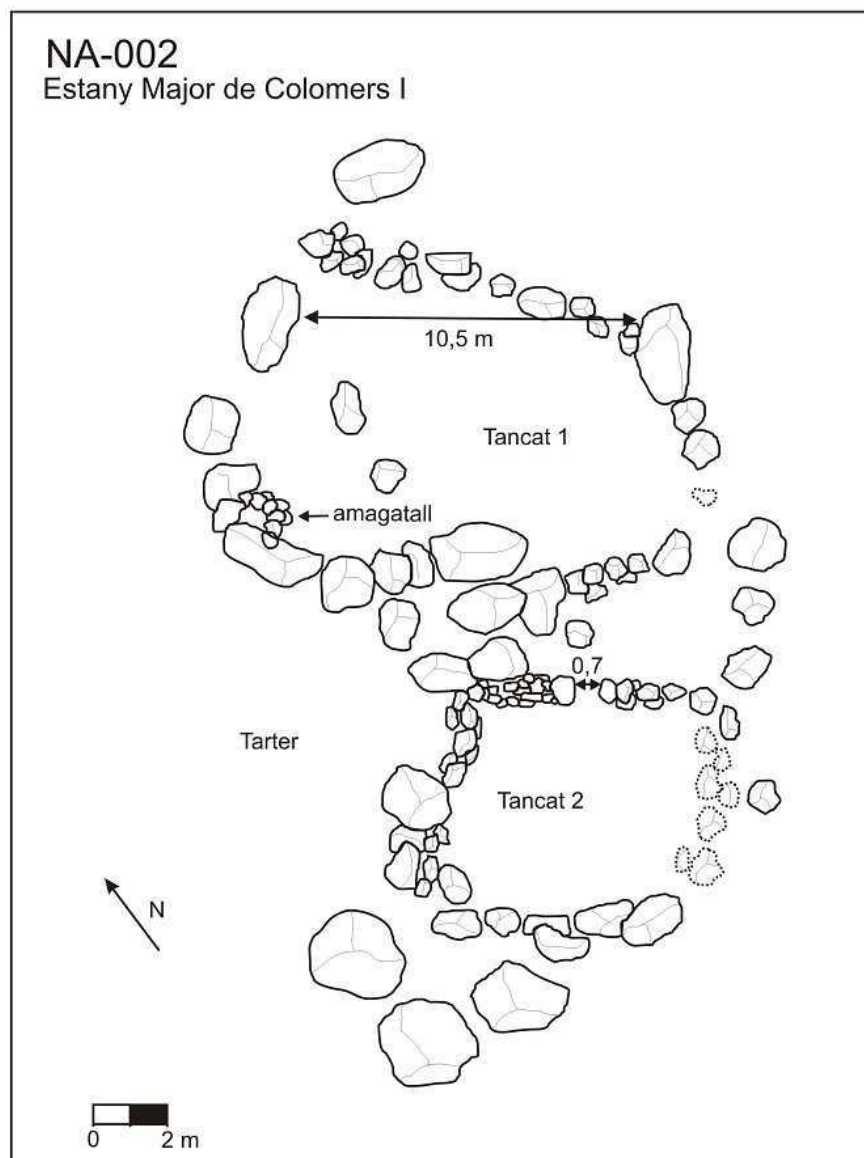 NA-002
Estany Major de Colomers I
10,5 m
Tancat 1
amagatall
0,7
Tarter
Tancat 2
N
0 2 m